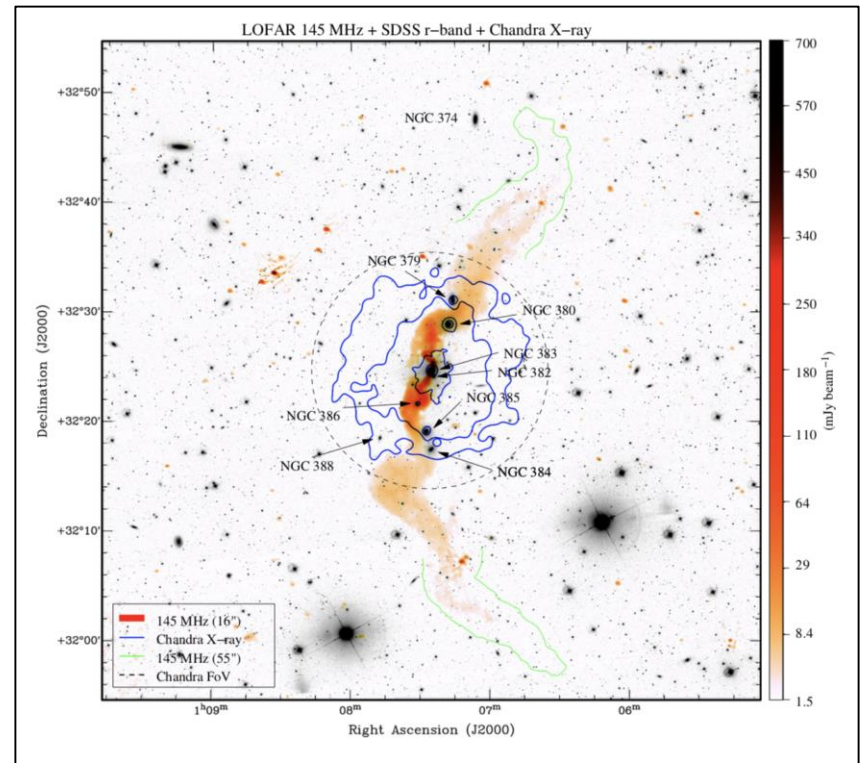 LOFAR 145 MHz + SDSS r−band + Chandra X−ray
+32°50′
+32°40′
+32°30′
+32°20′
+32°10′
+32°00′
Declination (J2000)
NGC 374
NGC 379
NGC 380
NGC 383
NGC 382
NGC 385
NGC 386
NGC 388
NGC 384
145 MHz (16″)
Chandra X−ray
145 MHz (55″)
Chandra FoV
1ʰ09ᵐ
08ᵐ
07ᵐ
06ᵐ
Right Ascension (J2000)
700
570
450
340
250
180
110
64
29
8.4
1.5
(mJy beam⁻¹)